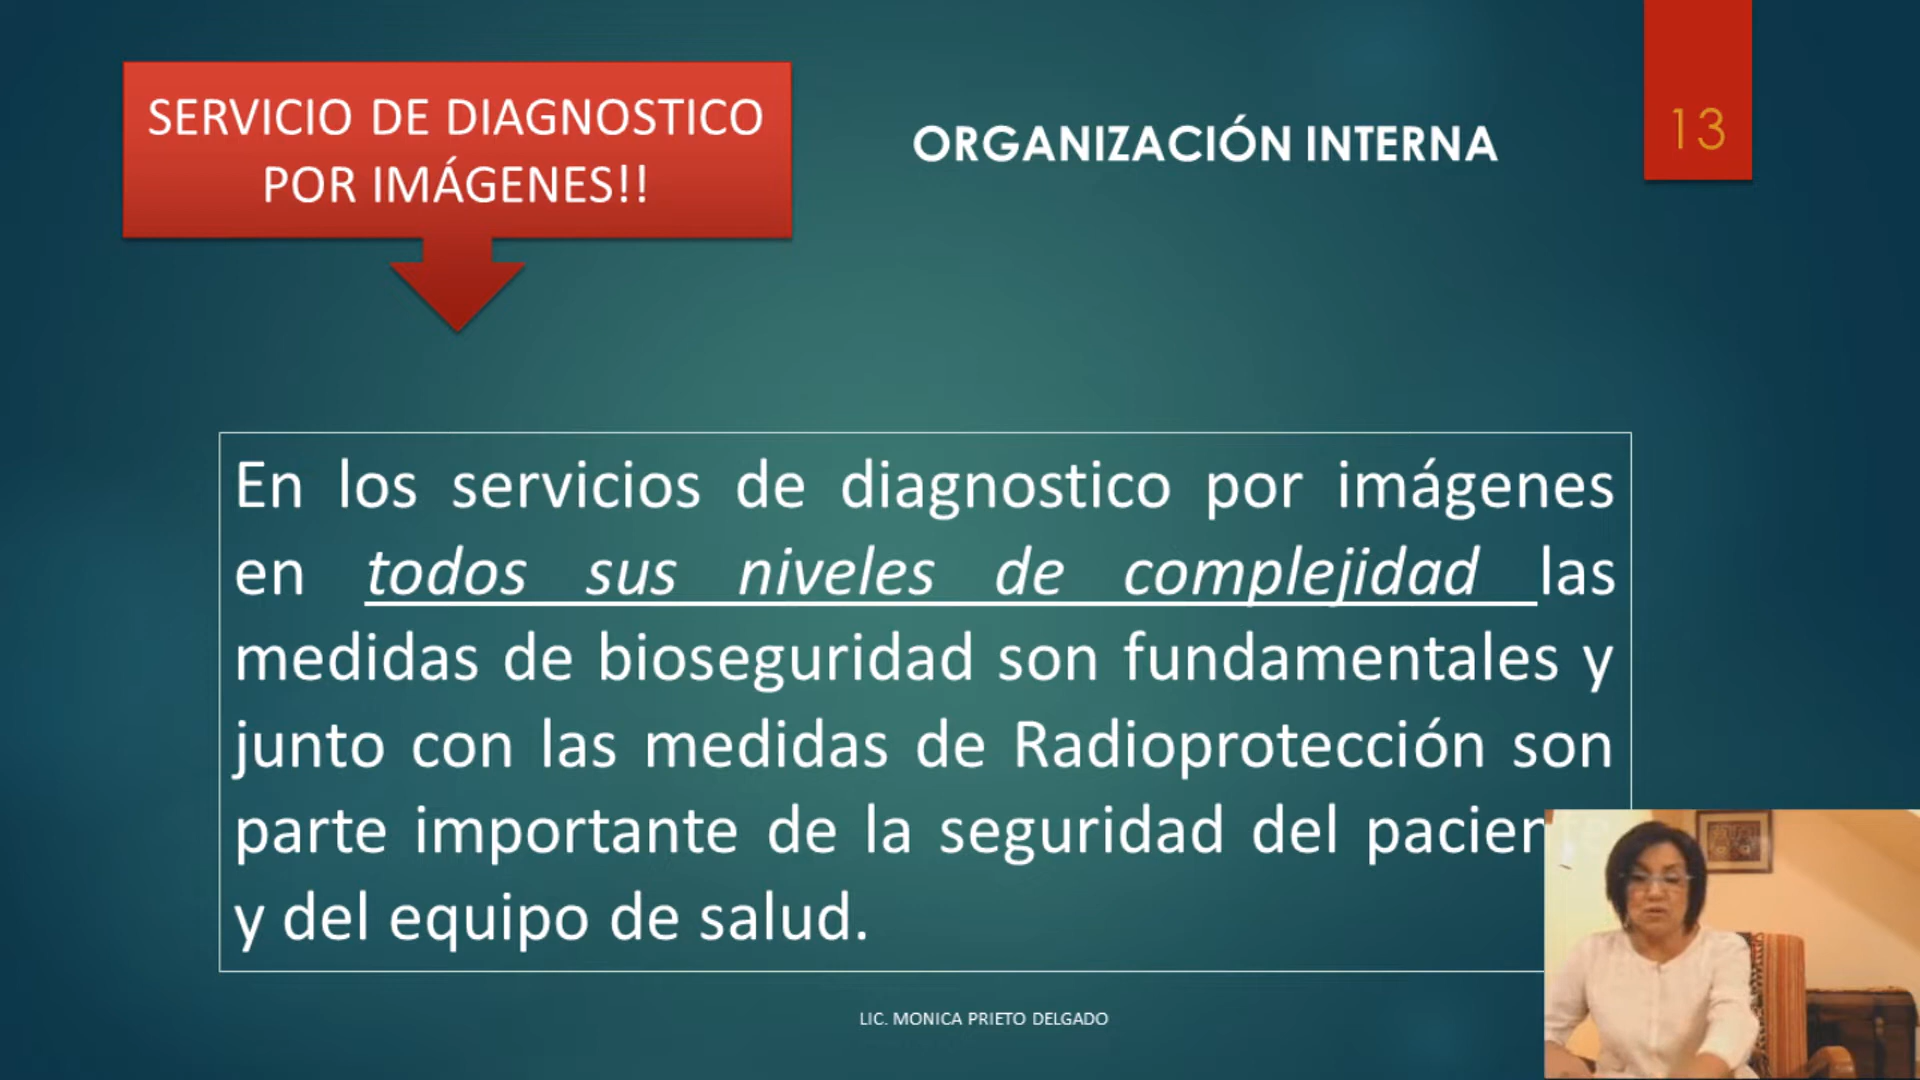 SERVICIO DE DIAGNOSTICO
POR IMÁGENES!!
ORGANIZACIÓN INTERNA
13
En los servicios de diagnostico por imágenes
en todos sus niveles de complejidad las
medidas de bioseguridad son fundamentales y
junto con las medidas de Radioprotección son
parte importante de la seguridad del
y del equipo de salud.
LIC. MONICA PRIETO DELGADO